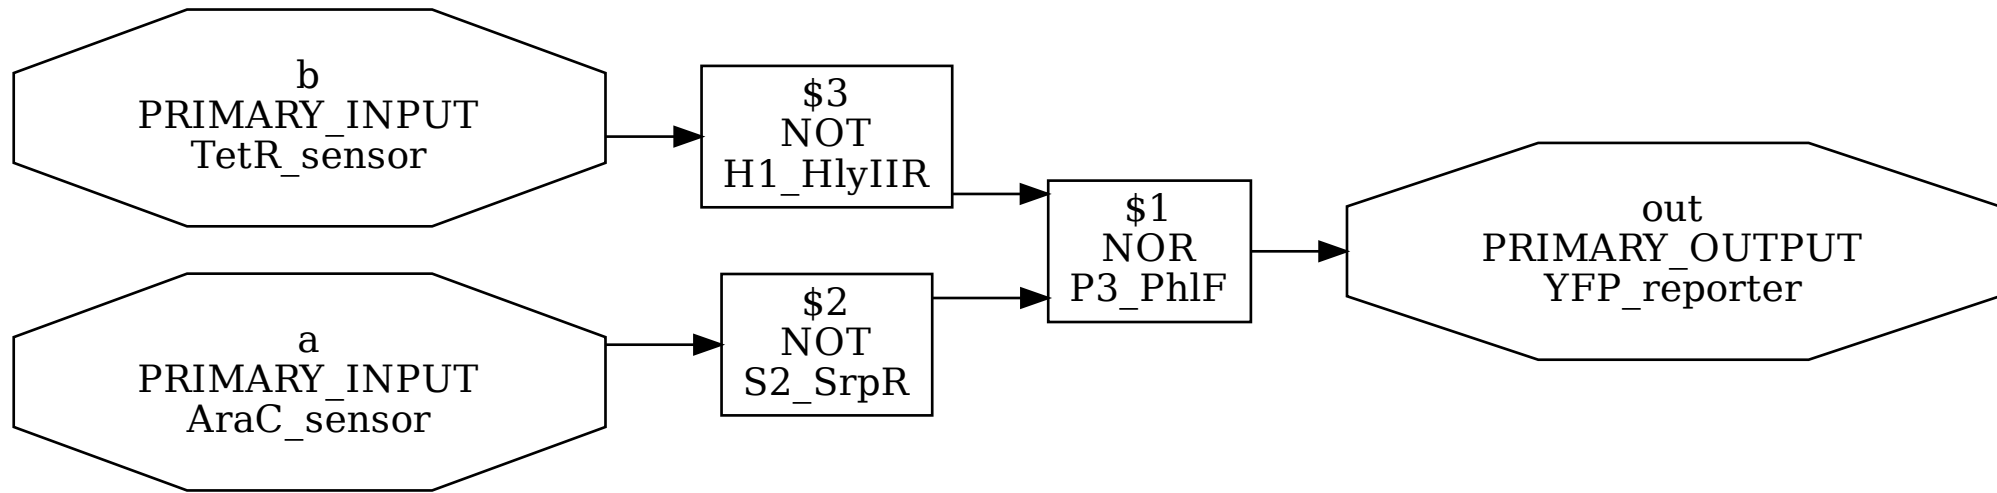 b
PRIMARY_INPUT
TetR_sensor
$3
NOT
H1_HlyIIR
a
PRIMARY_INPUT
AraC_sensor
$2
NOT
S2_SrpR
$1
NOR
P3_PhlF
out
PRIMARY_OUTPUT
YFP_reporter